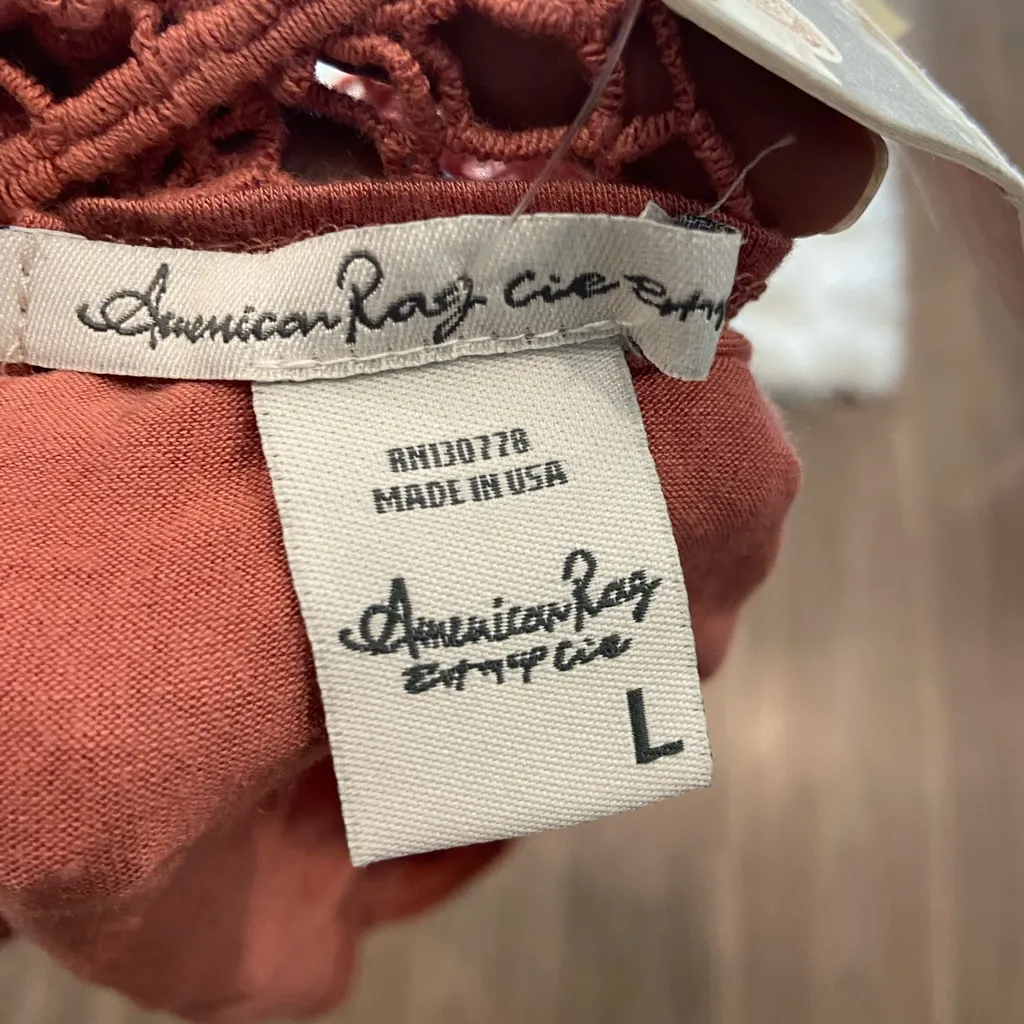 American Rag Cie
RN130778
MADE IN USA
American Rag
Cie
L